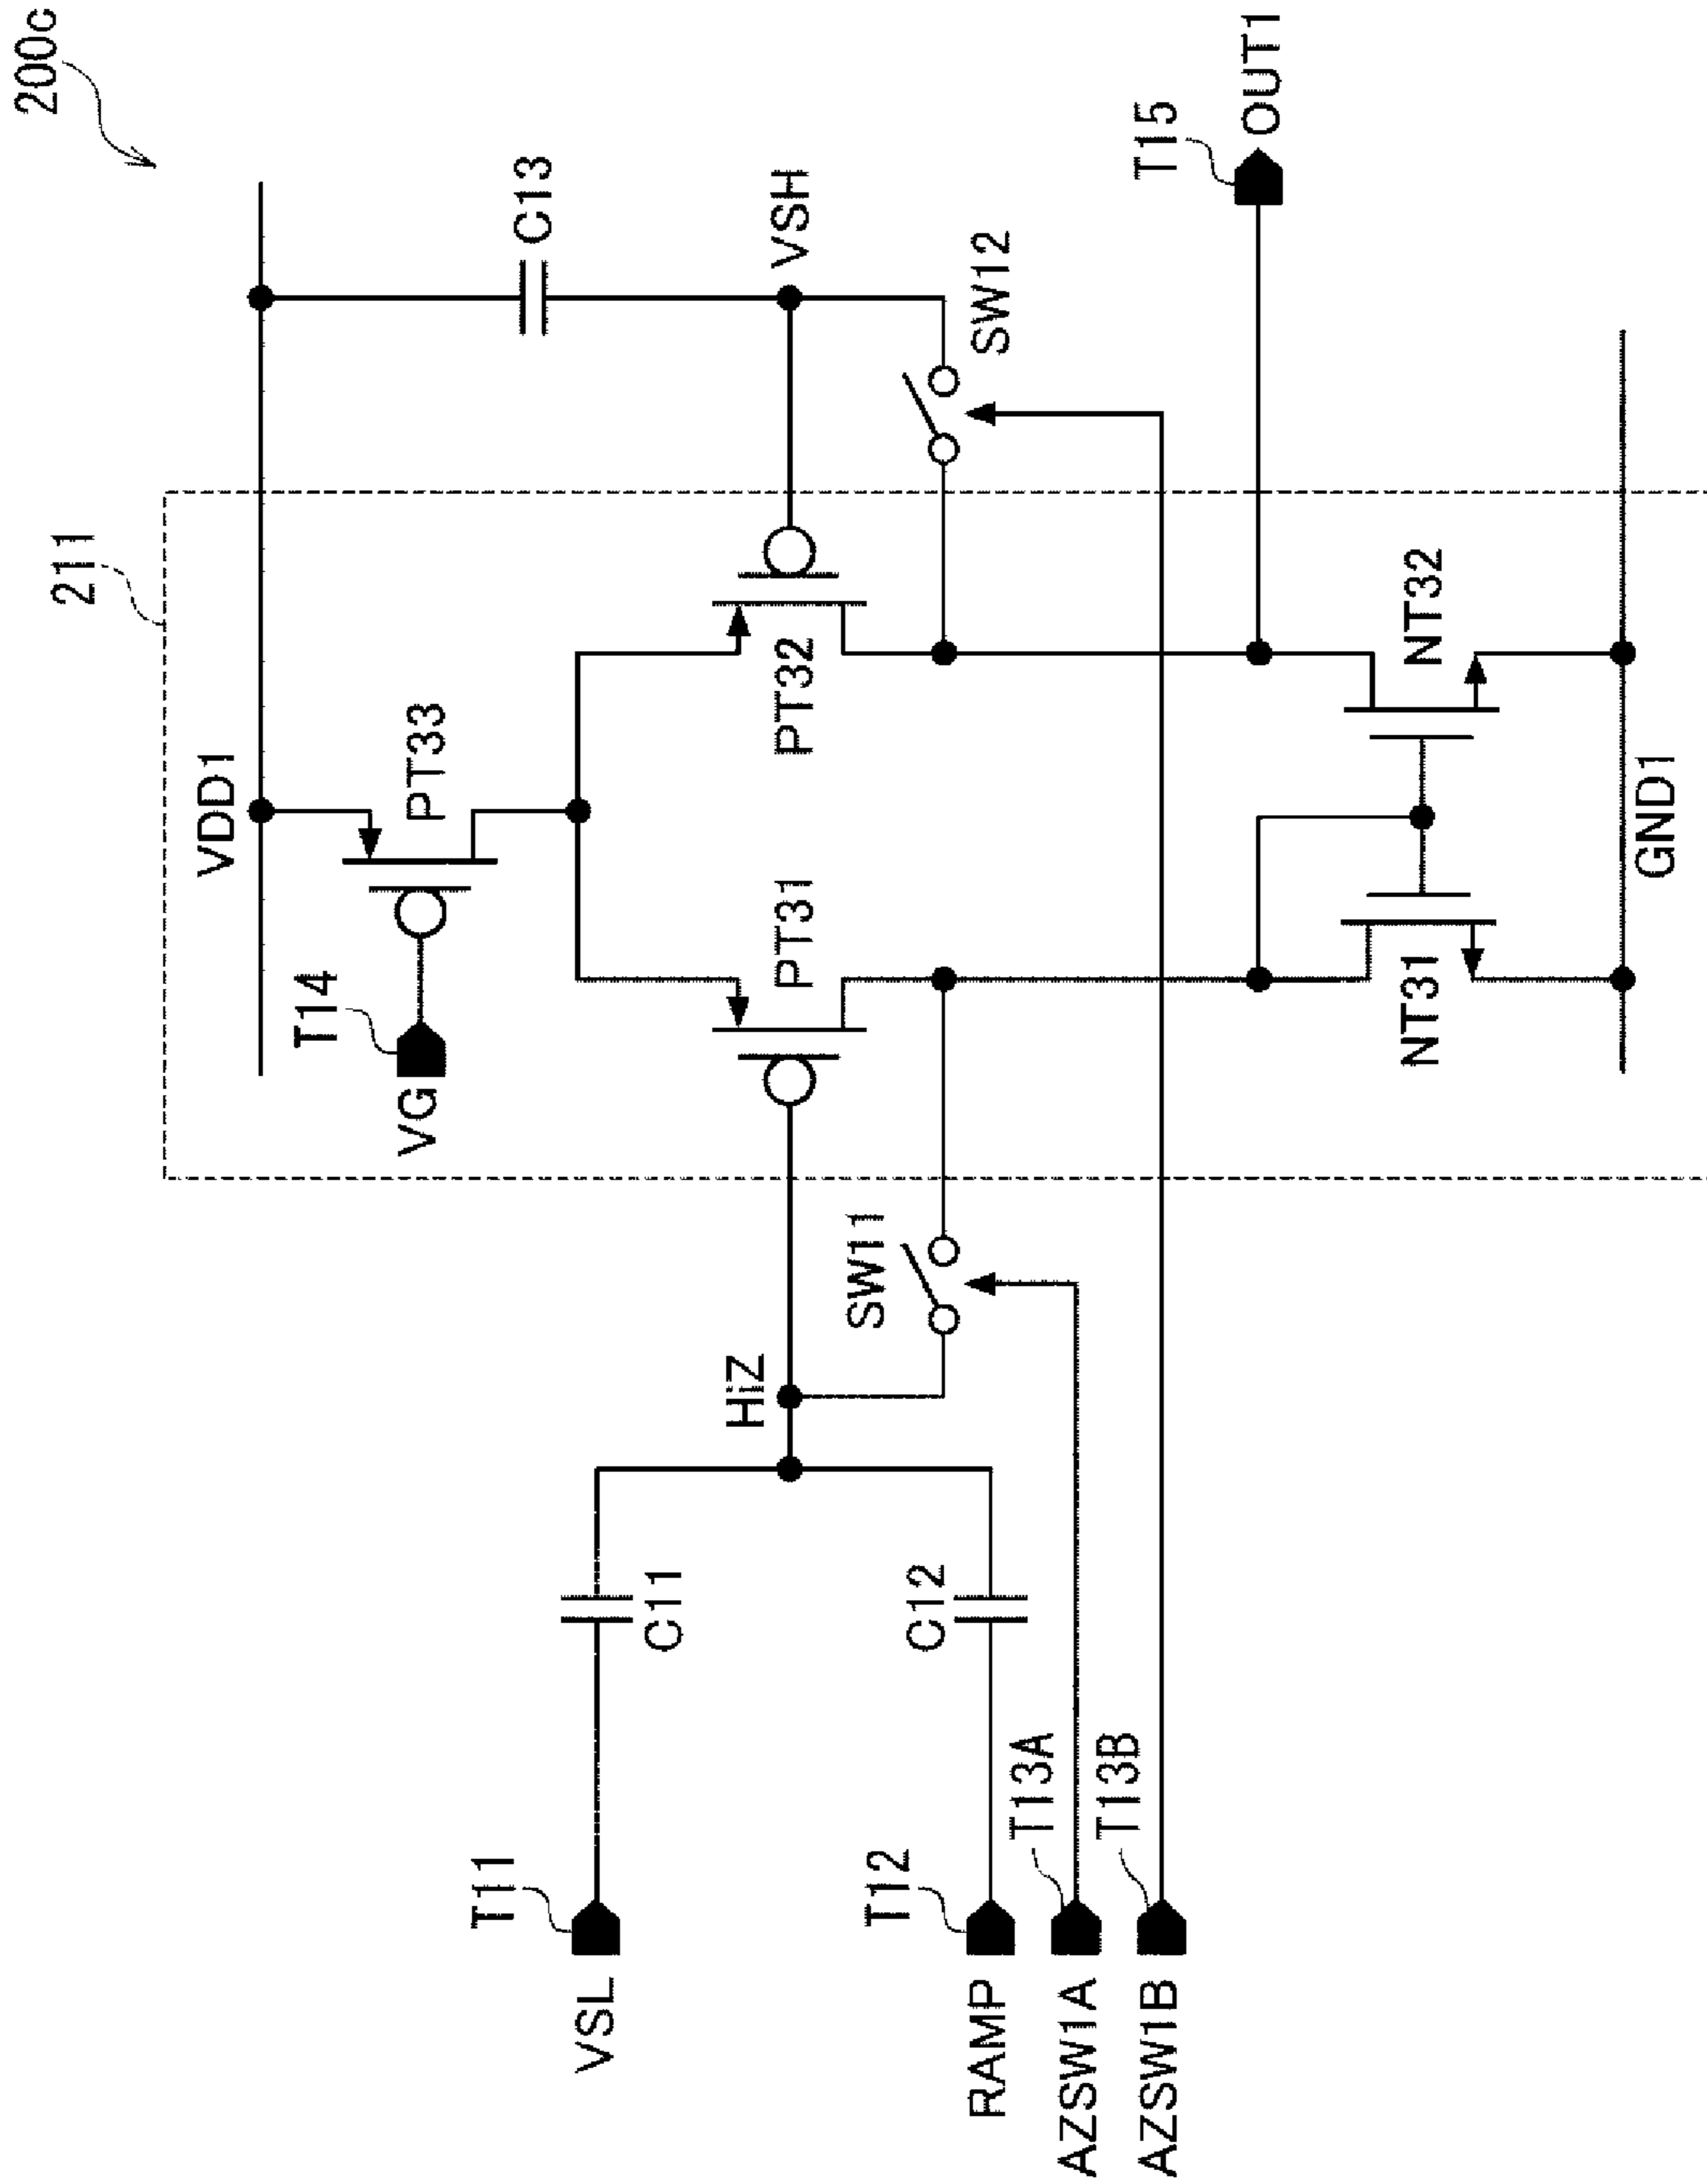 200c
211
VDD1
T14
VG
PT33
C13
T11
VSL
C11
HiZ
PT31
PT32
VSH
SW11
SW12
T12
RAMP
C12
T13A
AZSW1A
T13B
AZSW1B
T15
OUT1
NT31
NT32
GND1